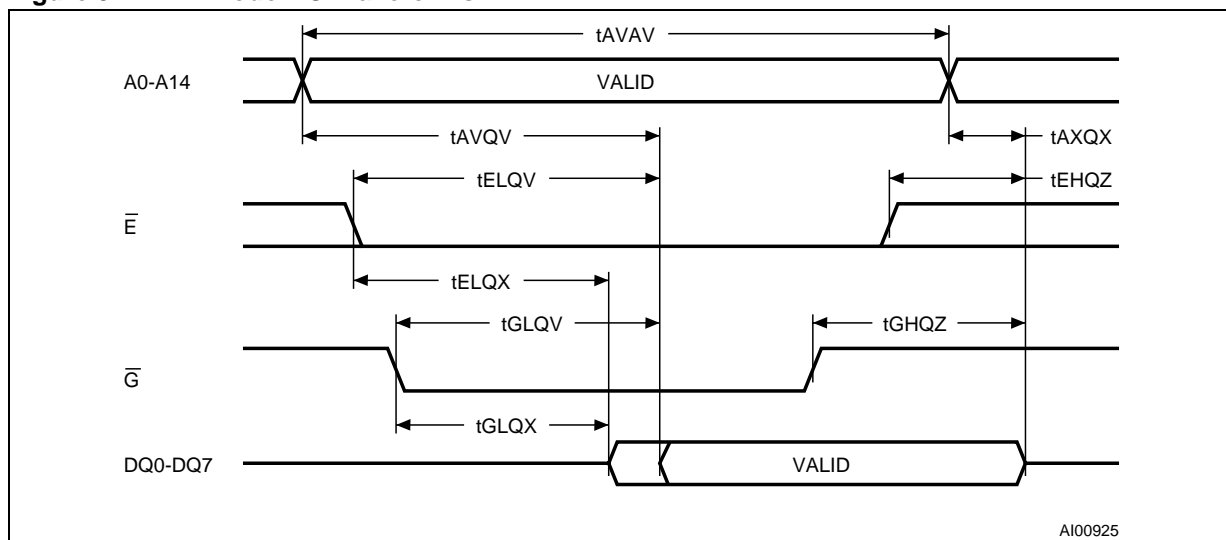 tAVAV
A0-A14
VALID
tAVQV
tAXQX
tELQV
tEHQZ
E̅
tELQX
tGLQV
tGHQZ
G̅
tGLQX
DQ0-DQ7
VALID
AI00925